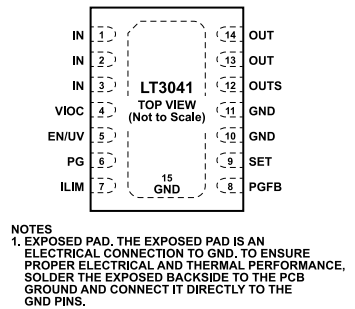 IN 1 14 OUT
IN 2 13 OUT
IN 3 LT3041 12 OUTS
VIOC 4 TOP VIEW 11 GND
(Not to Scale)
EN/UV 5 10 GND
PG 6 9 SET
ILIM 7 15 8 PGFB
GND
NOTES
1. EXPOSED PAD. THE EXPOSED PAD IS AN
ELECTRICAL CONNECTION TO GND. TO ENSURE
PROPER ELECTRICAL AND THERMAL PERFORMANCE,
SOLDER THE EXPOSED BACKSIDE TO THE PCB
GROUND AND CONNECT IT DIRECTLY TO THE
GND PINS.